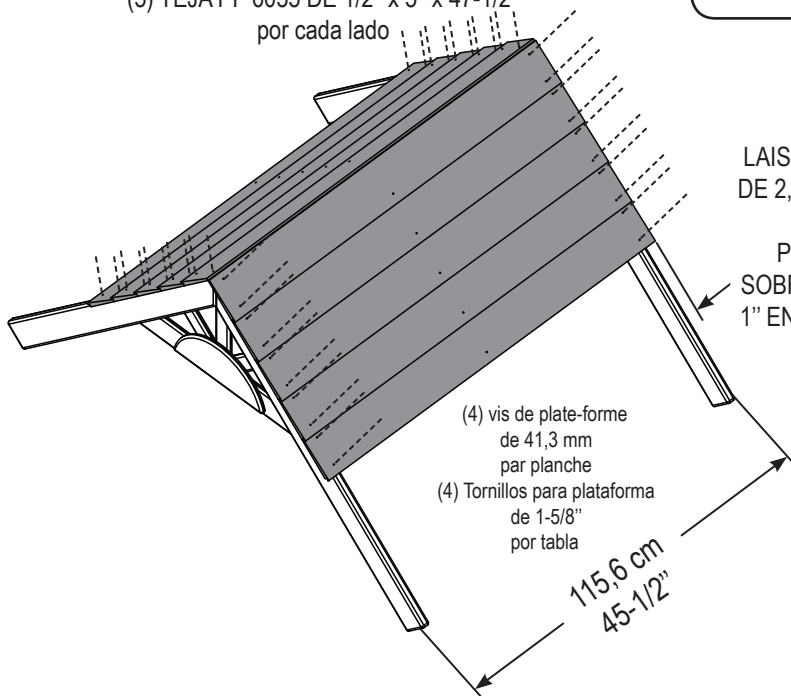 por cada lado
LAIS
DE 2,
P
SOBR
1’’ EN
(4) vis de plate-forme
de 41,3 mm
par planche
(4) Tornillos para plataforma
de 1-5/8’’
por tabla
115,6 cm
45-1/2’’